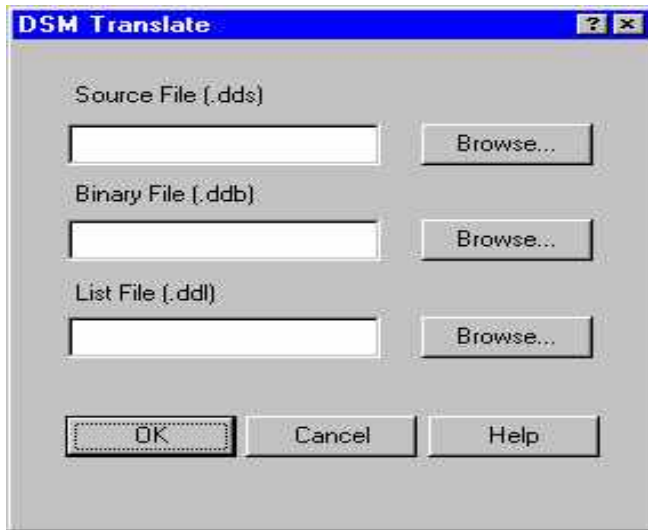 DSM Translate
Source File (.dds)
Browse...
Binary File (.ddb)
Browse...
List File (.ddl)
Browse...
OK Cancel Help